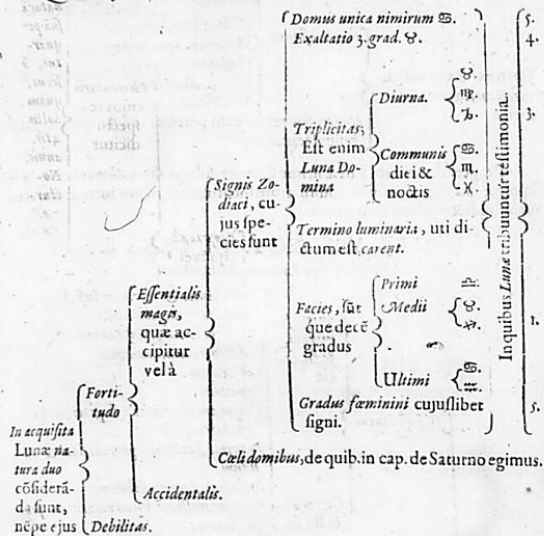 Domus unica nimirum ♋.
Exaltatio 3. grad. ♉.
Triplicitas;
Est enim
Luna Do-
mina
Diurna.
♉.
♍.
♑.
Communis
diei &
noctis
♋.
♏.
♓.
Termino luminaria, uti di-
ctum est, carent.
Facies, sūt
que decē
gradus
Primi ♎.
Medii
♉.
♐.
Ultimi
♋.
♒.
Gradus fœminini cujuslibet
signi.
In quibus Lunæ tribuuntur testimonia.
5.
4.
3.
1.
5.
Signis Zo-
diaci, cu-
jus spe-
cies sunt
Cœli domibus, de quib. in cap. de Saturno egimus.
Essentialis
magis,
quæ ac-
cipitur
vel à
Accidentalis.
Forti-
tudo
Debilitas.
In acquisita
Lunæ na-
tura duo
cōsiderā-
da sunt,
nēpe ejus